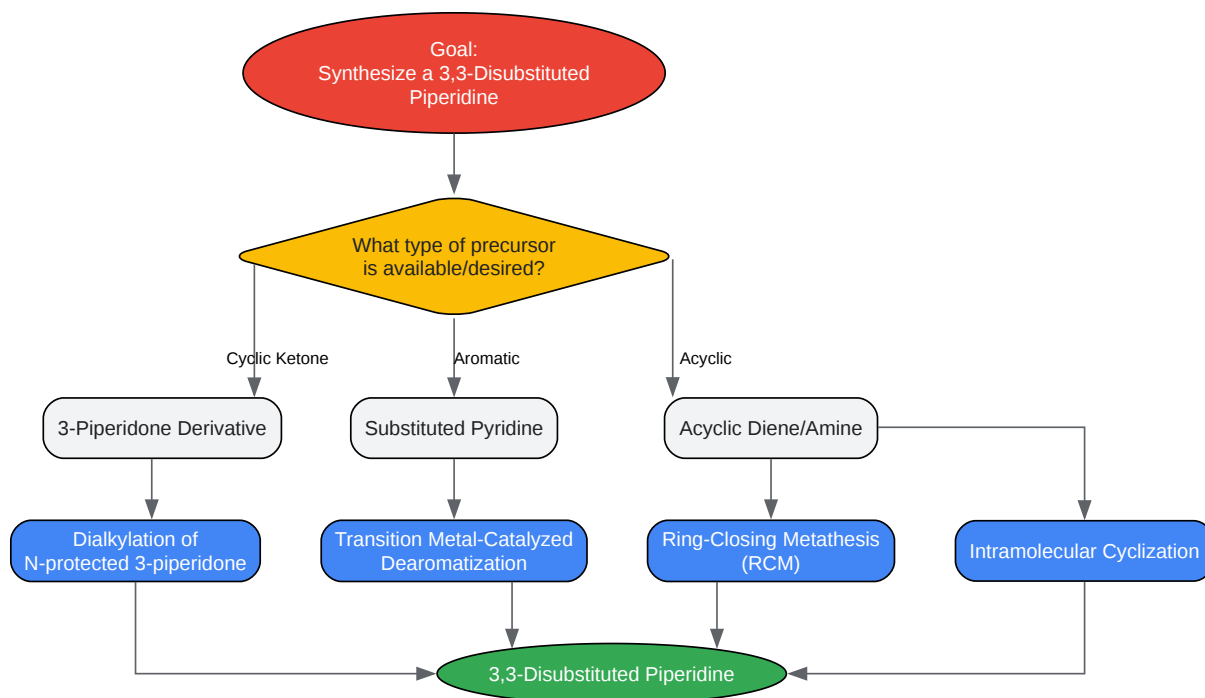 Goal:
Synthesize a 3,3-Disubstituted
Piperidine
What type of precursor
is available/desired?
Cyclic Ketone
Aromatic
Acyclic
3-Piperidone Derivative
Substituted Pyridine
Acyclic Diene/Amine
Dialkylation of
N-protected 3-piperidone
Transition Metal-Catalyzed
Dearomatization
Ring-Closing Metathesis
(RCM)
Intramolecular Cyclization
3,3-Disubstituted Piperidine